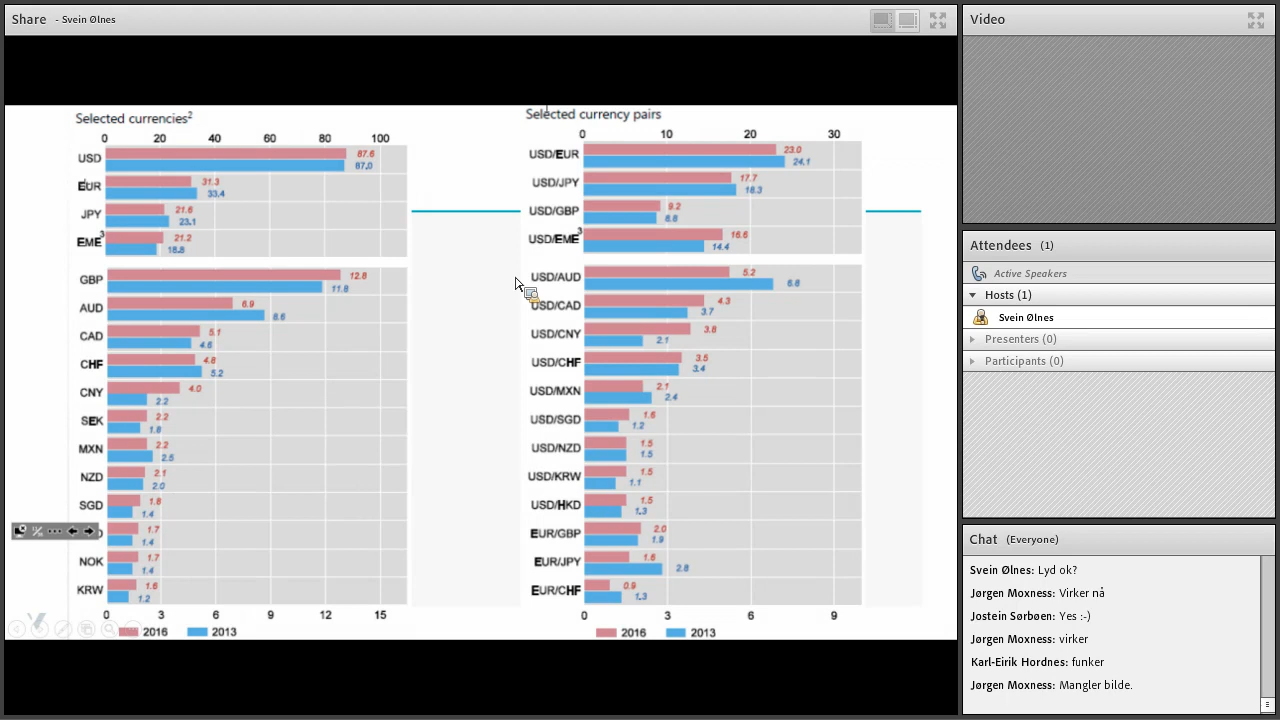 Share - Svein Ølnes
Selected currencies2
0 20 40 60 80 100
USD 87.6
87.0
EUR 31.3
33.4
JPY 21.6
23.1
EME3 21.2
18.8
GBP 12.8
11.8
AUD 6.9
8.6
CAD 5.1
4.6
CHF 4.8
5.2
CNY 4.0
2.2
SEK 2.2
1.8
MXN 2.2
2.5
NZD 2.1
2.0
SGD 1.8
1.4
1.7
1.4
NOK 1.7
1.4
KRW 1.6
1.2
0 3 6 9 12 15
2016 2013
Selected currency pairs
0 10 20 30
USD/EUR 23.0
24.1
USD/JPY 17.7
18.3
USD/GBP 9.2
8.8
USD/EME3 16.6
14.4
USD/AUD 5.2
6.8
USD/CAD 4.3
3.7
USD/CNY 3.8
2.1
USD/CHF 3.5
3.4
USD/MXN 2.1
2.4
USD/SGD 1.6
1.2
USD/NZD 1.5
1.5
USD/KRW 1.5
1.1
USD/HKD 1.5
1.3
EUR/GBP 2.0
1.9
EUR/JPY 1.6
2.8
EUR/CHF 0.9
1.3
0 3 6 9
2016 2013
Video
Attendees (1)
Active Speakers
Hosts (1)
Svein Ølnes
Presenters (0)
Participants (0)
Chat (Everyone)
Svein Ølnes: Lyd ok?
Jørgen Moxness: Virker nå
Jostein Sørbøen: Yes :-)
Jørgen Moxness: virker
Karl-Eirik Hordnes: funker
Jørgen Moxness: Mangler bilde.